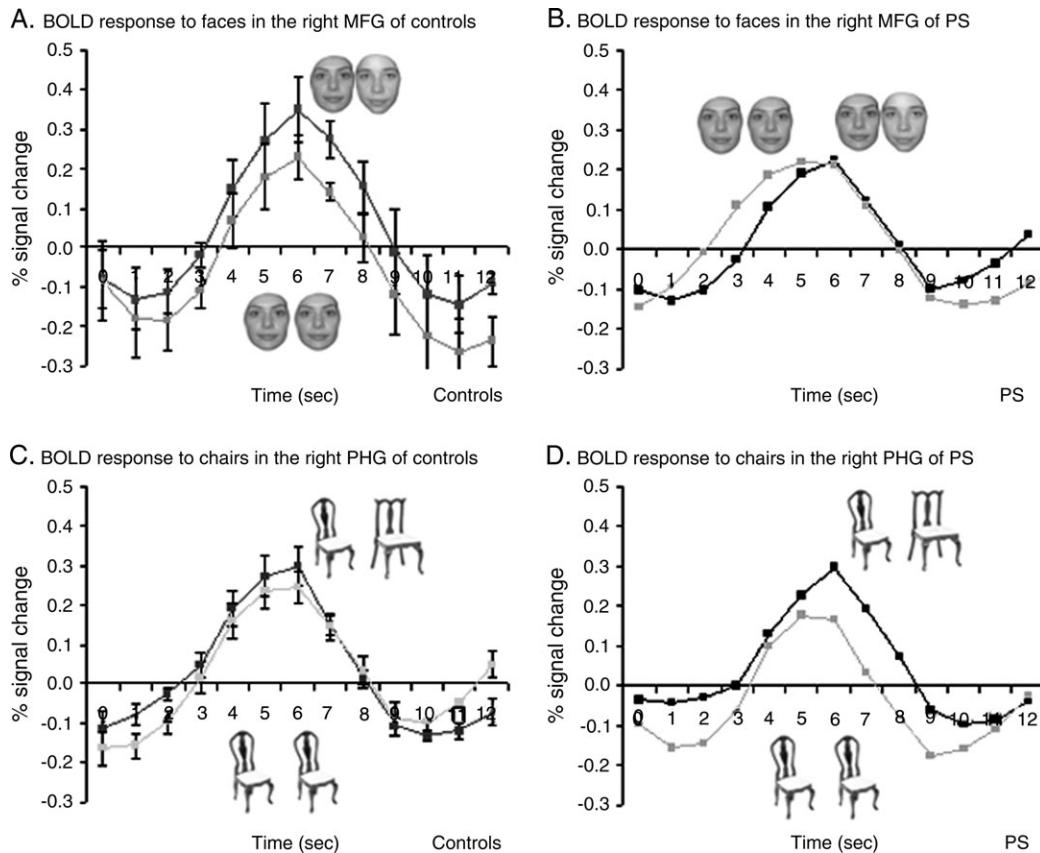 A. BOLD response to faces in the right MFG of controls
0.5
0.4
0.3
0.2
0.1
0.0
-0.1
-0.2
-0.3
% signal change
0 1 2 3 4 5 6 7 8 9 10 11 12
Time (sec)
Controls
B. BOLD response to faces in the right MFG of PS
0.5
0.4
0.3
0.2
0.1
0.0
-0.1
-0.2
-0.3
% signal change
0 1 2 3 4 5 6 7 8 9 10 11 12
Time (sec)
PS
C. BOLD response to chairs in the right PHG of controls
0.5
0.4
0.3
0.2
0.1
0.0
-0.1
-0.2
-0.3
% signal change
0 1 2 3 4 5 6 7 8 9 10 11 12
Time (sec)
Controls
D. BOLD response to chairs in the right PHG of PS
0.5
0.4
0.3
0.2
0.1
0.0
-0.1
-0.2
-0.3
% signal change
0 1 2 3 4 5 6 7 8 9 10 11 12
Time (sec)
PS